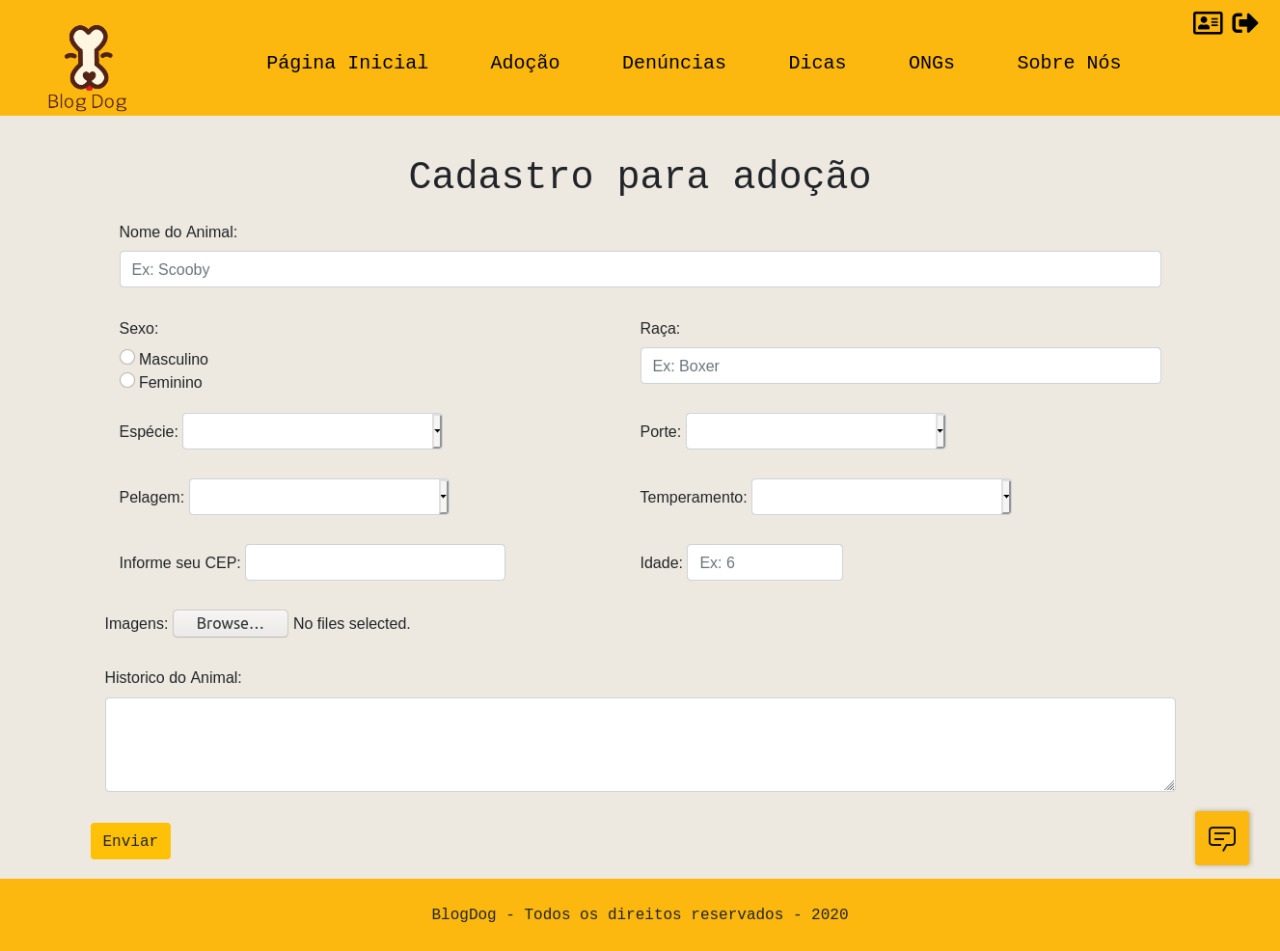 Blog Dog
Página Inicial Adoção Denúncias Dicas ONGs Sobre Nós
Cadastro para adoção
Nome do Animal:
Ex: Scooby
Sexo: Raça:
Masculino Ex: Boxer
Feminino
Espécie: Porte:
Pelagem: Temperamento:
Informe seu CEP: Idade: Ex: 6
Imagens: Browse... No files selected.
Historico do Animal:
Enviar
BlogDog - Todos os direitos reservados - 2020